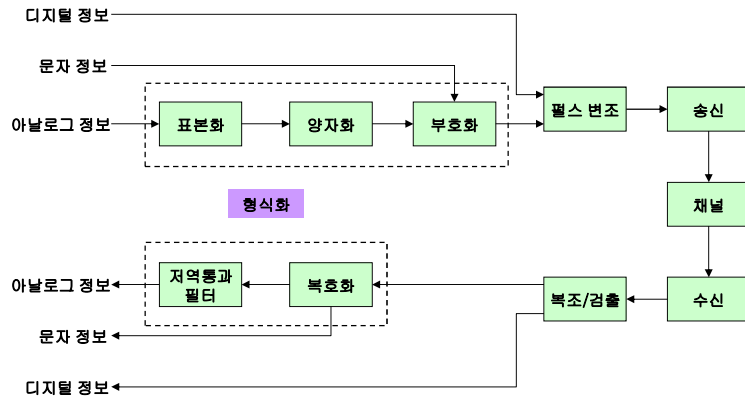 디지털 정보
문자 정보
아날로그 정보
표본화
양자화
부호화
펄스 변조
송신
채널
형식화
아날로그 정보
저역통과
필터
복호화
복조/검출
수신
문자 정보
디지털 정보